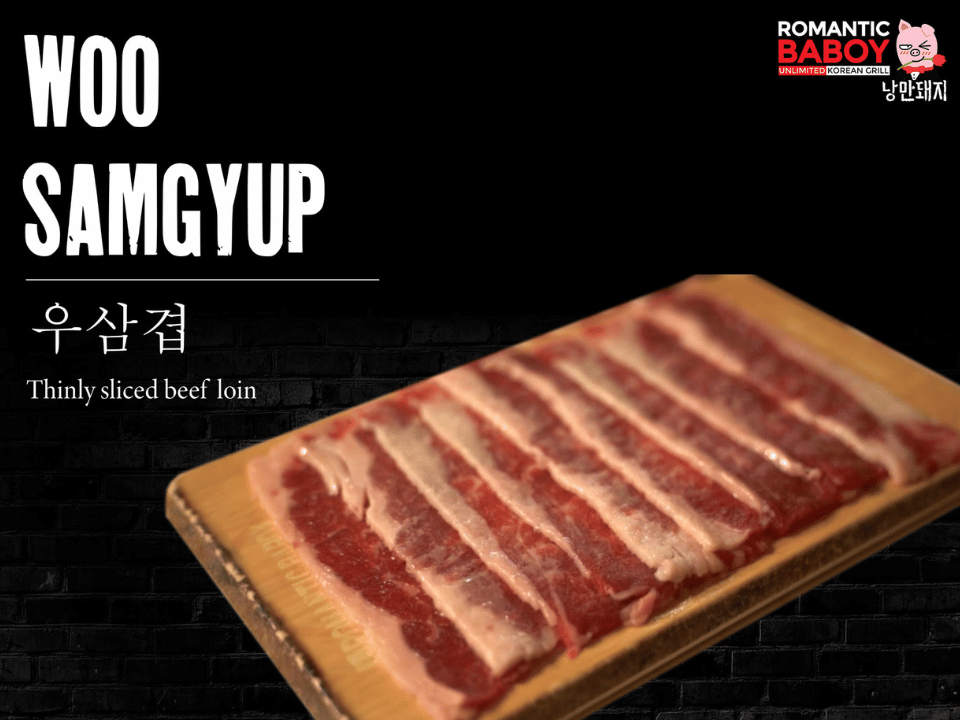 WOO
SAMGYUP
우삼겹
Thinly sliced beef loin
ROMANTIC
BABOY
UNLIMITED KOREAN GRILL
낭만돼지